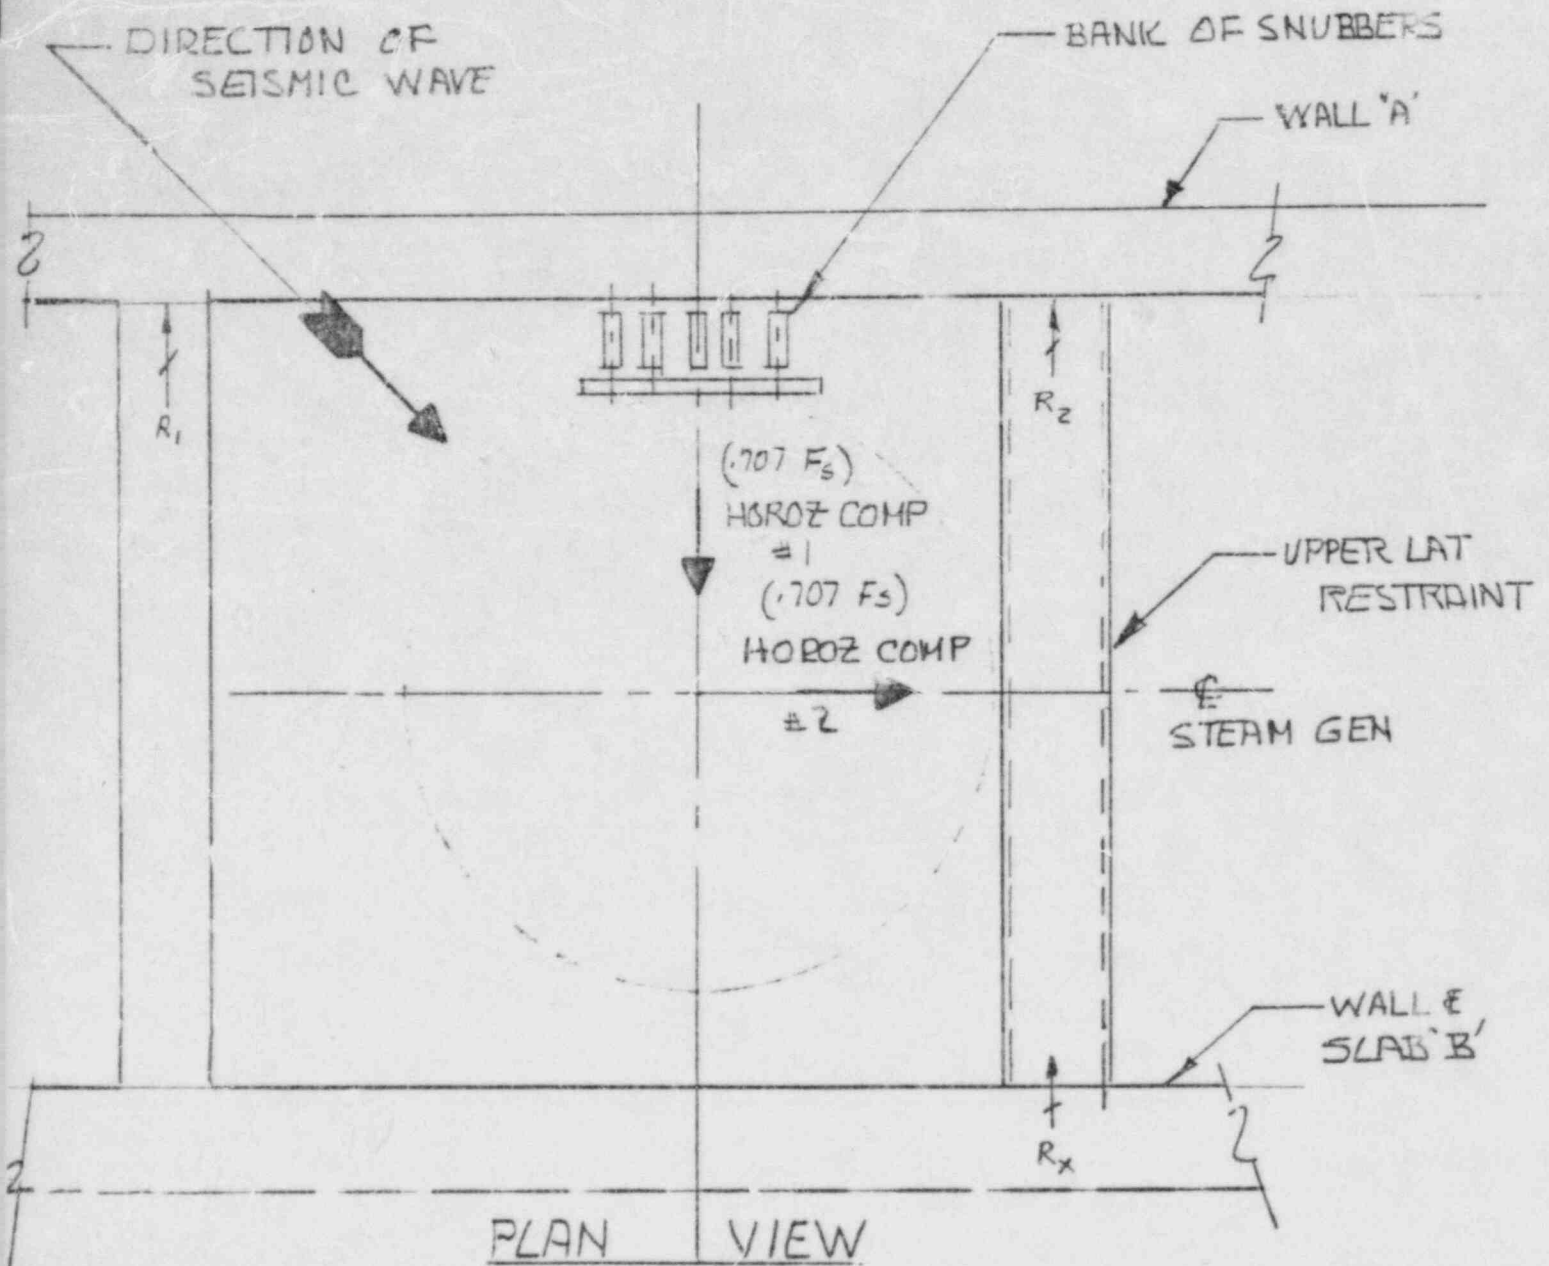 DIRECTION OF
SEISMIC WAVE
BANK OF SNUBBERS
WALL 'A'
R1
R2
(.707 Fs)
HOROZ COMP
#1
(.707 Fs)
HOROZ COMP
#2
UPPER LAT
RESTRAINT
℄
STEAM GEN
WALL &
SLAB 'B'
Rx
PLAN VIEW